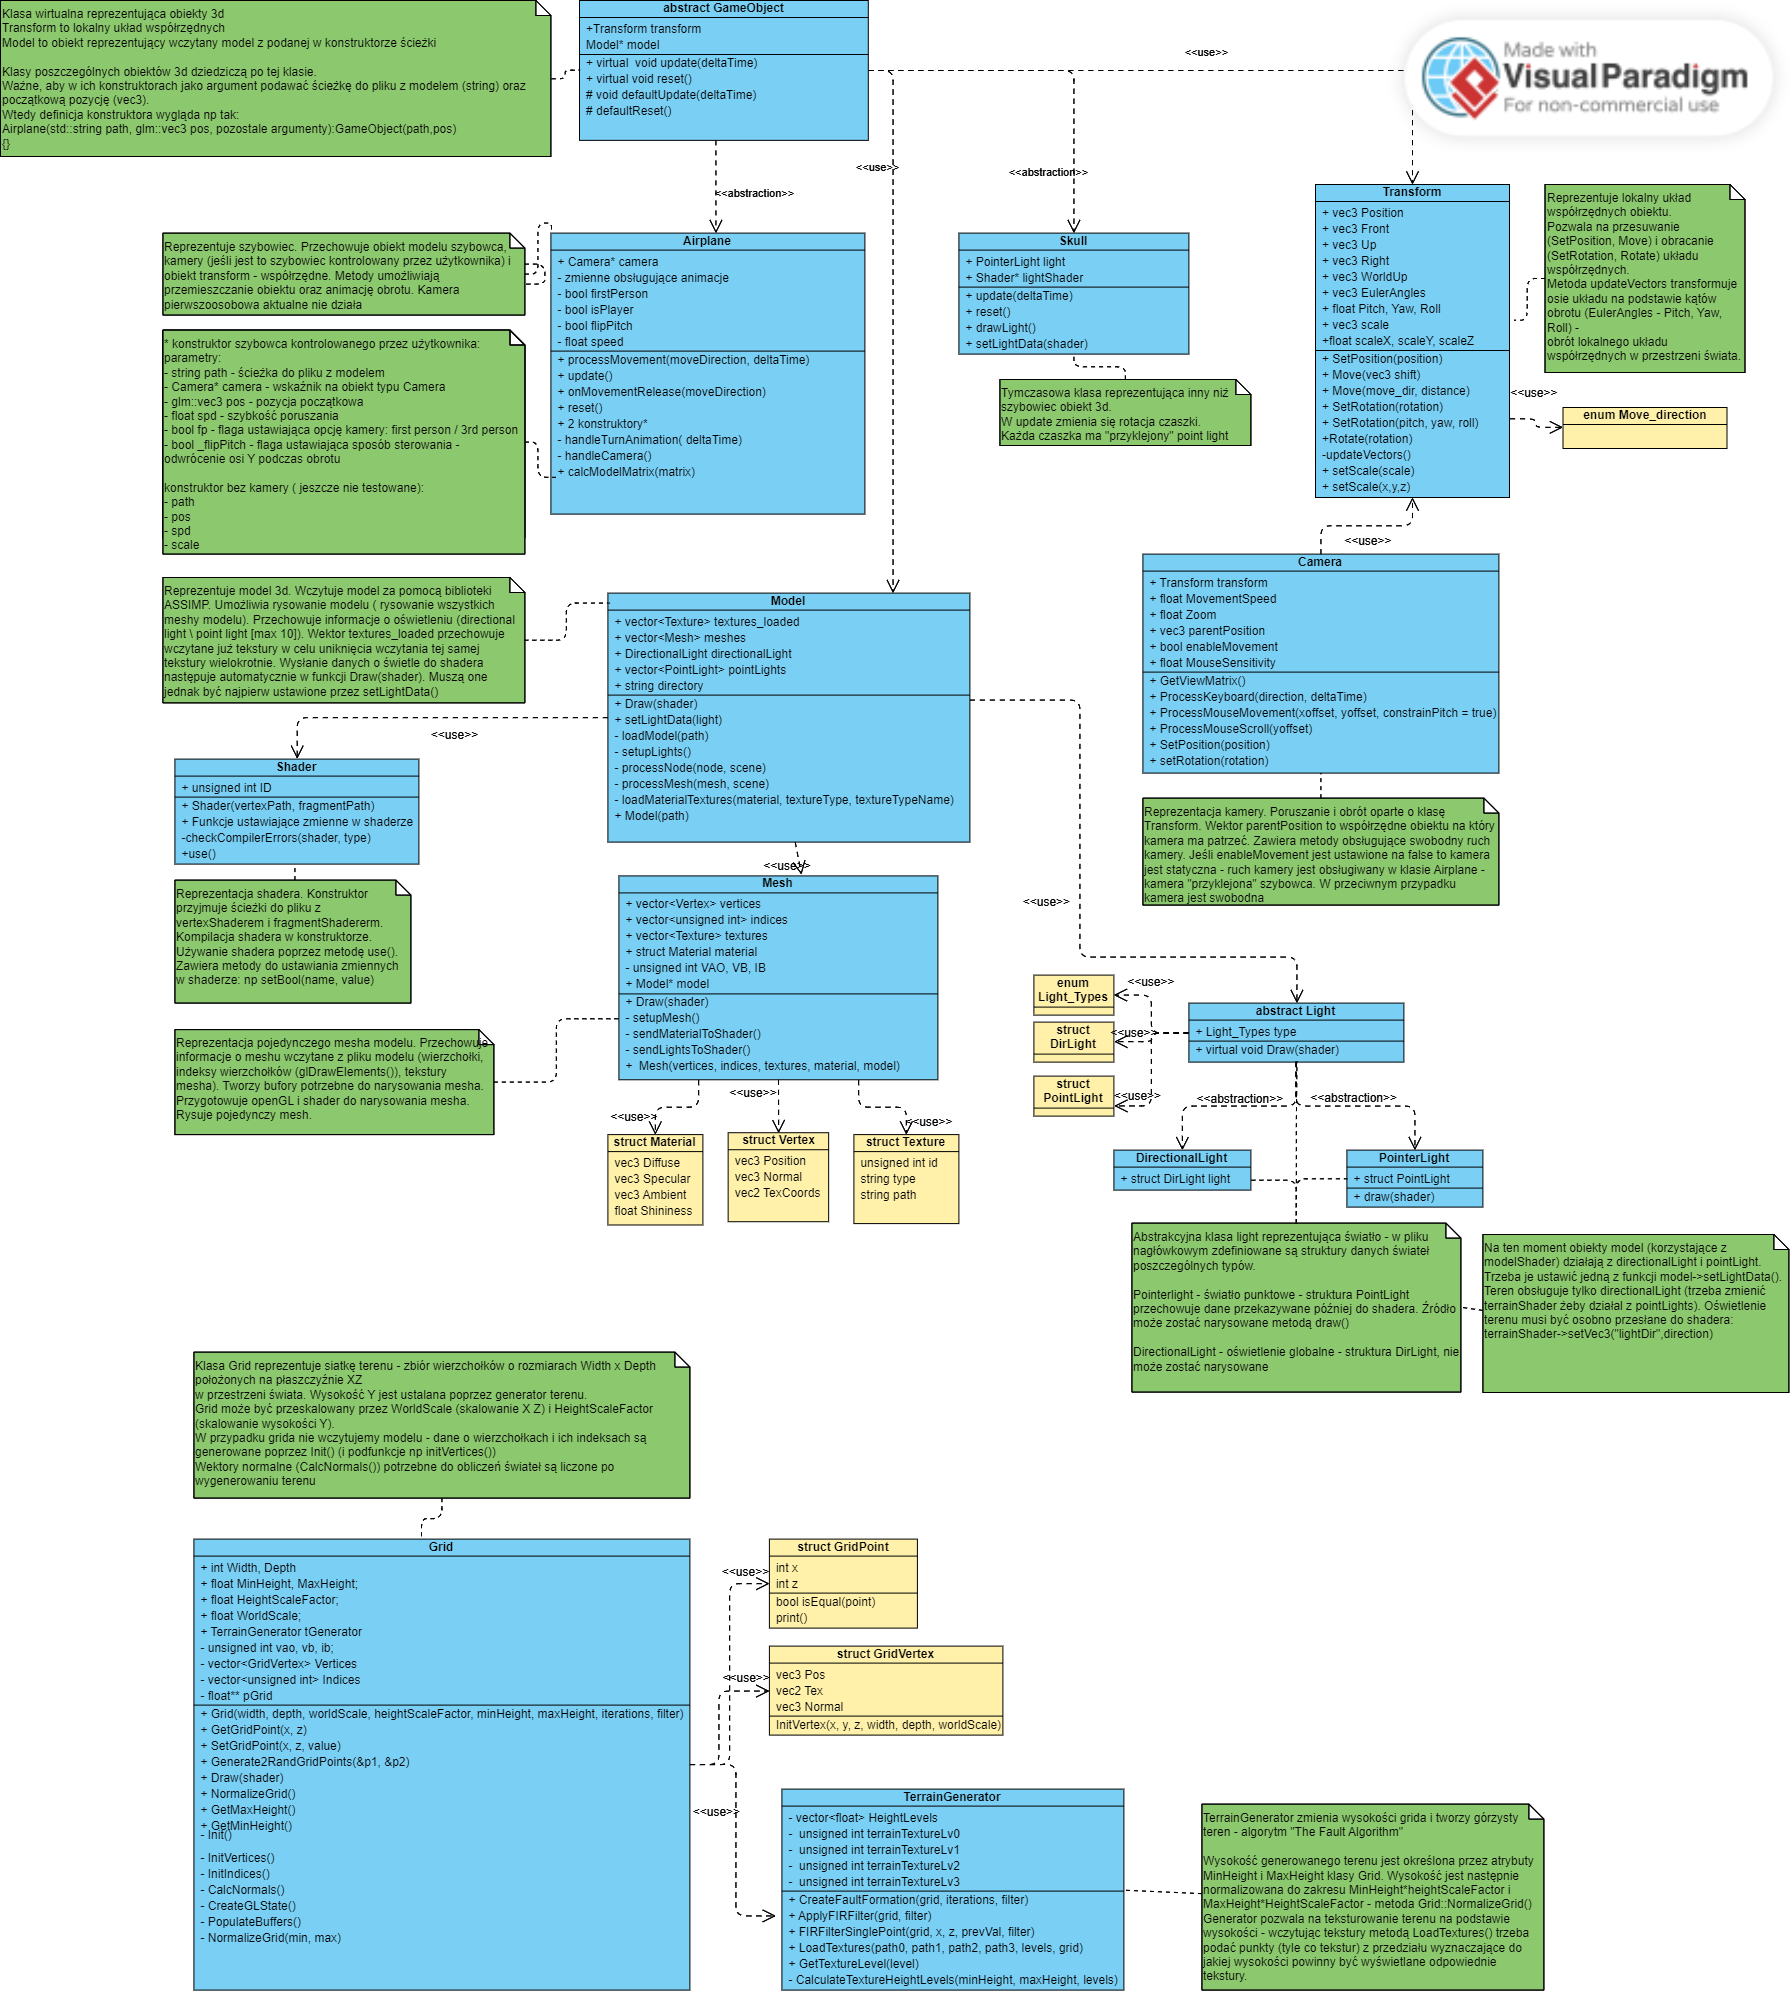 Klasa wirtualna reprezentująca obiekty 3d
Transform to lokalny układ współrzędnych
Model to obiekt reprezentujący wczytany model z podanej w konstruktorze ścieżki
Klasy poszczególnych obiektów 3d dziedziczą po tej klasie.
Ważne, aby w ich konstruktorach jako argument podawać ścieżkę do pliku z modelem (string) oraz
początkową pozycję (vec3).
Wtedy definicja konstruktora wygląda np tak:
Airplane(std::string path, glm::vec3 pos, pozostale argumenty):GameObject(path,pos)
{}
abstract GameObject
+Transform transform
Model* model
+ virtual  void update(deltaTime)
+ virtual void reset()
# void defaultUpdate(deltaTime)
# defaultReset()
<<use>>
Made with
Visual Paradigm
For non-commercial use
<<use>>
<<abstraction>>
<<abstraction>>
Reprezentuje szybowiec. Przechowuje obiekt modelu szybowca,
kamery (jeśli jest to szybowiec kontrolowany przez użytkownika) i
obiekt transform - współrzędne. Metody umożliwiają
przemieszczanie obiektu oraz animację obrotu. Kamera
pierwszoosobowa aktualne nie działa
* konstruktor szybowca kontrolowanego przez użytkownika:
parametry:
- string path - ścieżka do pliku z modelem
- Camera* camera - wskaźnik na obiekt typu Camera
- glm::vec3 pos - pozycja początkowa
- float spd - szybkość poruszania
- bool fp - flaga ustawiająca opcję kamery: first person / 3rd person
- bool _flipPitch - flaga ustawiająca sposób sterowania -
odwrócenie osi Y podczas obrotu
konstruktor bez kamery ( jeszcze nie testowane):
- path
- pos
- spd
- scale
Airplane
+ Camera* camera
- zmienne obsługujące animacje
- bool firstPerson
- bool isPlayer
- bool flipPitch
- float speed
+ processMovement(moveDirection, deltaTime)
+ update()
+ onMovementRelease(moveDirection)
+ reset()
+ 2 konstruktory*
- handleTurnAnimation( deltaTime)
- handleCamera()
+ calcModelMatrix(matrix)
Skull
+ PointerLight light
+ Shader* lightShader
+ update(deltaTime)
+ reset()
+ drawLight()
+ setLightData(shader)
Tymczasowa klasa reprezentująca inny niż
szybowiec obiekt 3d.
W update zmienia się rotacja czaszki.
Każda czaszka ma "przyklejony" point light
Transform
+ vec3 Position
+ vec3 Front
+ vec3 Up
+ vec3 Right
+ vec3 WorldUp
+ vec3 EulerAngles
+ float Pitch, Yaw, Roll
+ vec3 scale
+float scaleX, scaleY, scaleZ
+ SetPosition(position)
+ Move(vec3 shift)
+ Move(move_dir, distance)
+ SetRotation(rotation)
+ SetRotation(pitch, yaw, roll)
+Rotate(rotation)
-updateVectors()
+ setScale(scale)
+ setScale(x,y,z)
Reprezentuje lokalny układ
współrzędnych obiektu.
Pozwala na przesuwanie
(SetPosition, Move) i obracanie
(SetRotation, Rotate) układu
współrzędnych.
Metoda updateVectors transformuje
osie układu na podstawie kątów
obrotu (EulerAngles - Pitch, Yaw,
Roll) -
obrót lokalnego układu
współrzędnych w przestrzeni świata.
<<use>>
enum Move_direction
<<use>>
Camera
+ Transform transform
+ float MovementSpeed
+ float Zoom
+ vec3 parentPosition
+ bool enableMovement
+ float MouseSensitivity
+ GetViewMatrix()
+ ProcessKeyboard(direction, deltaTime)
+ ProcessMouseMovement(xoffset, yoffset, constrainPitch = true)
+ ProcessMouseScroll(yoffset)
+ SetPosition(position)
+ setRotation(rotation)
Reprezentacja kamery. Poruszanie i obrót oparte o klasę
Transform. Wektor parentPosition to współrzędne obiektu na który
kamera ma patrzeć. Zawiera metody obsługujące swobodny ruch
kamery. Jeśli enableMovement jest ustawione na false to kamera
jest statyczna - ruch kamery jest obsługiwany w klasie Airplane -
kamera "przyklejona" szybowca. W przeciwnym przypadku
kamera jest swobodna
Reprezentuje model 3d. Wczytuje model za pomocą biblioteki
ASSIMP. Umożliwia rysowanie modelu ( rysowanie wszystkich
meshy modelu). Przechowuje informacje o oświetleniu (directional
light \ point light [max 10]). Wektor textures_loaded przechowuje
wczytane już tekstury w celu uniknięcia wczytania tej samej
tekstury wielokrotnie. Wysłanie danych o świetle do shadera
następuje automatycznie w funkcji Draw(shader). Muszą one
jednak być najpierw ustawione przez setLightData()
Model
+ vector<Texture> textures_loaded
+ vector<Mesh> meshes
+ DirectionalLight directionalLight
+ vector<PointLight> pointLights
+ string directory
+ Draw(shader)
+ setLightData(light)
- loadModel(path)
- setupLights()
- processNode(node, scene)
- processMesh(mesh, scene)
- loadMaterialTextures(material, textureType, textureTypeName)
+ Model(path)
<<use>>
Shader
+ unsigned int ID
+ Shader(vertexPath, fragmentPath)
+ Funkcje ustawiające zmienne w shaderze
-checkCompilerErrors(shader, type)
+use()
Reprezentacja shadera. Konstruktor
przyjmuje ścieżki do pliku z
vertexShaderem i fragmentShadererm.
Kompilacja shadera w konstruktorze.
Używanie shadera poprzez metodę use().
Zawiera metody do ustawiania zmiennych
w shaderze: np setBool(name, value)
<<use>>
Mesh
+ vector<Vertex> vertices
+ vector<unsigned int> indices
+ vector<Texture> textures
+ struct Material material
- unsigned int VAO, VB, IB
+ Model* model
+ Draw(shader)
- setupMesh()
- sendMaterialToShader()
- sendLightsToShader()
+  Mesh(vertices, indices, textures, material, model)
Reprezentacja pojedynczego mesha modelu. Przechowuje
informacje o meshu wczytane z pliku modelu (wierzchołki,
indeksy wierzchołków (glDrawElements()), tekstury
mesha). Tworzy bufory potrzebne do narysowania mesha.
Przygotowuje openGL i shader do narysowania mesha.
Rysuje pojedynczy mesh.
<<use>>
<<use>>
<<use>>
struct Material
vec3 Diffuse
vec3 Specular
vec3 Ambient
float Shininess
struct Vertex
vec3 Position
vec3 Normal
vec2 TexCoords
struct Texture
unsigned int id
string type
string path
<<use>>
<<use>>
<<use>>
<<use>>
enum
Light_Types
struct
DirLight
struct
PointLight
abstract Light
+ Light_Types type
+ virtual void Draw(shader)
<<abstraction>>
<<abstraction>>
DirectionalLight
+ struct DirLight light
PointerLight
+ struct PointLight
+ draw(shader)
Abstrakcyjna klasa light reprezentująca światło - w pliku
nagłówkowym zdefiniowane są struktury danych świateł
poszczególnych typów.
Pointerlight - światło punktowe - struktura PointLight
przechowuje dane przekazywane później do shadera. Źródło
może zostać narysowane metodą draw()
DirectionalLight - oświetlenie globalne - struktura DirLight, nie
może zostać narysowane
Na ten moment obiekty model (korzystające z
modelShader) działają z directionalLight i pointLight.
Trzeba je ustawić jedną z funkcji model->setLightData().
Teren obsługuje tylko directionalLight (trzeba zmienić
terrainShader żeby działal z pointLights). Oświetlenie
terenu musi być osobno przesłane do shadera:
terrainShader->setVec3("lightDir",direction)
Klasa Grid reprezentuje siatkę terenu - zbiór wierzchołków o rozmiarach Width x Depth
położonych na płaszczyźnie XZ
w przestrzeni świata. Wysokość Y jest ustalana poprzez generator terenu.
Grid może być przeskalowany przez WorldScale (skalowanie X Z) i HeightScaleFactor
(skalowanie wysokości Y).
W przypadku grida nie wczytujemy modelu - dane o wierzchołkach i ich indeksach są
generowane poprzez Init() (i podfunkcje np initVertices())
Wektory normalne (CalcNormals()) potrzebne do obliczeń świateł są liczone po
wygenerowaniu terenu
Grid
+ int Width, Depth
+ float MinHeight, MaxHeight;
+ float HeightScaleFactor;
+ float WorldScale;
+ TerrainGenerator tGenerator
- unsigned int vao, vb, ib;
- vector<GridVertex> Vertices
- vector<unsigned int> Indices
- float** pGrid
+ Grid(width, depth, worldScale, heightScaleFactor, minHeight, maxHeight, iterations, filter)
+ GetGridPoint(x, z)
+ SetGridPoint(x, z, value)
+ Generate2RandGridPoints(&p1, &p2)
+ Draw(shader)
+ NormalizeGrid()
+ GetMaxHeight()
+ GetMinHeight()
- Init()
- InitVertices()
- InitIndices()
- CalcNormals()
- CreateGLState()
- PopulateBuffers()
- NormalizeGrid(min, max)
<<use>>
<<use>>
<<use>>
struct GridPoint
int x
int z
bool isEqual(point)
print()
struct GridVertex
vec3 Pos
vec2 Tex
vec3 Normal
InitVertex(x, y, z, width, depth, worldScale)
TerrainGenerator
- vector<float> HeightLevels
-  unsigned int terrainTextureLv0
-  unsigned int terrainTextureLv1
-  unsigned int terrainTextureLv2
-  unsigned int terrainTextureLv3
+ CreateFaultFormation(grid, iterations, filter)
+ ApplyFIRFilter(grid, filter)
+ FIRFilterSinglePoint(grid, x, z, prevVal, filter)
+ LoadTextures(path0, path1, path2, path3, levels, grid)
+ GetTextureLevel(level)
- CalculateTextureHeightLevels(minHeight, maxHeight, levels)
TerrainGenerator zmienia wysokości grida i tworzy górzysty
teren - algorytm "The Fault Algorithm"
Wysokość generowanego terenu jest określona przez atrybuty
MinHeight i MaxHeight klasy Grid. Wysokość jest następnie
normalizowana do zakresu MinHeight*heightScaleFactor i
MaxHeight*HeightScaleFactor - metoda Grid::NormalizeGrid()
Generator pozwala na teksturowanie terenu na podstawie
wysokości - wczytując tekstury metodą LoadTextures() trzeba
podać punkty (tyle co tekstur) z przedziału wyznaczające do
jakiej wysokości powinny być wyświetlane odpowiednie
tekstury.